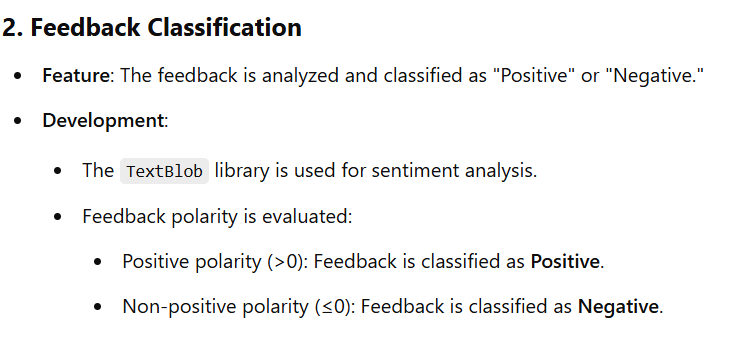 2. Feedback Classification
• Feature: The feedback is analyzed and classified as "Positive" or "Negative."
• Development:
• The TextBlob library is used for sentiment analysis.
• Feedback polarity is evaluated:
• Positive polarity (>0): Feedback is classified as Positive.
• Non-positive polarity (≤0): Feedback is classified as Negative.